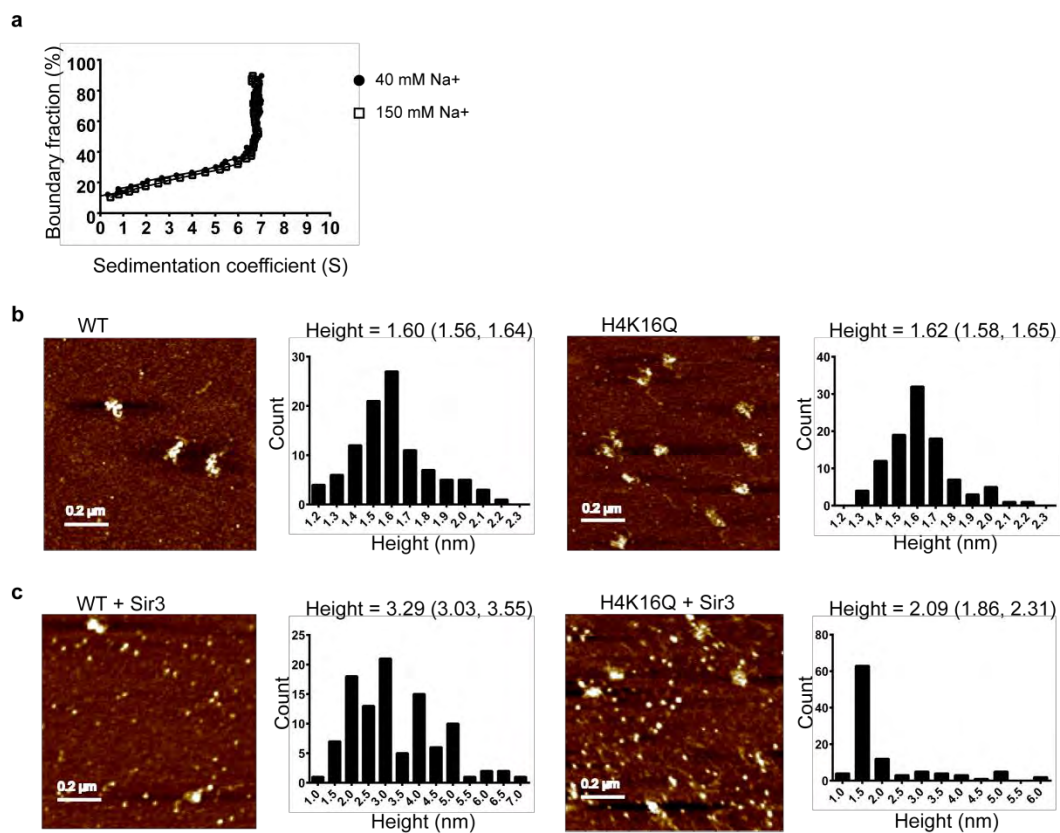 a
Boundary fraction (%)
100
80
60
40
20
0
0 1 2 3 4 5 6 7 8 9 10
Sedimentation coefficient (S)
40 mM Na+
150 mM Na+
b
WT
0.2 µm
Height = 1.60 (1.56, 1.64)
Count
30
20
10
0
1.2 1.3 1.4 1.5 1.6 1.7 1.8 1.9 2.0 2.1 2.2 2.3
Height (nm)
H4K16Q
0.2 µm
Height = 1.62 (1.58, 1.65)
Count
40
30
20
10
0
1.2 1.3 1.4 1.5 1.6 1.7 1.8 1.9 2.0 2.1 2.2 2.3
Height (nm)
c
WT + Sir3
0.2 µm
Height = 3.29 (3.03, 3.55)
Count
25
20
15
10
5
0
1.0 1.5 2.0 2.5 3.0 3.5 4.0 4.5 5.0 5.5 6.0 6.5 7.0
Height (nm)
H4K16Q + Sir3
0.2 µm
Height = 2.09 (1.86, 2.31)
Count
80
60
40
20
0
1.0 1.5 2.0 2.5 3.0 3.5 4.0 4.5 5.0 5.5 6.0
Height (nm)